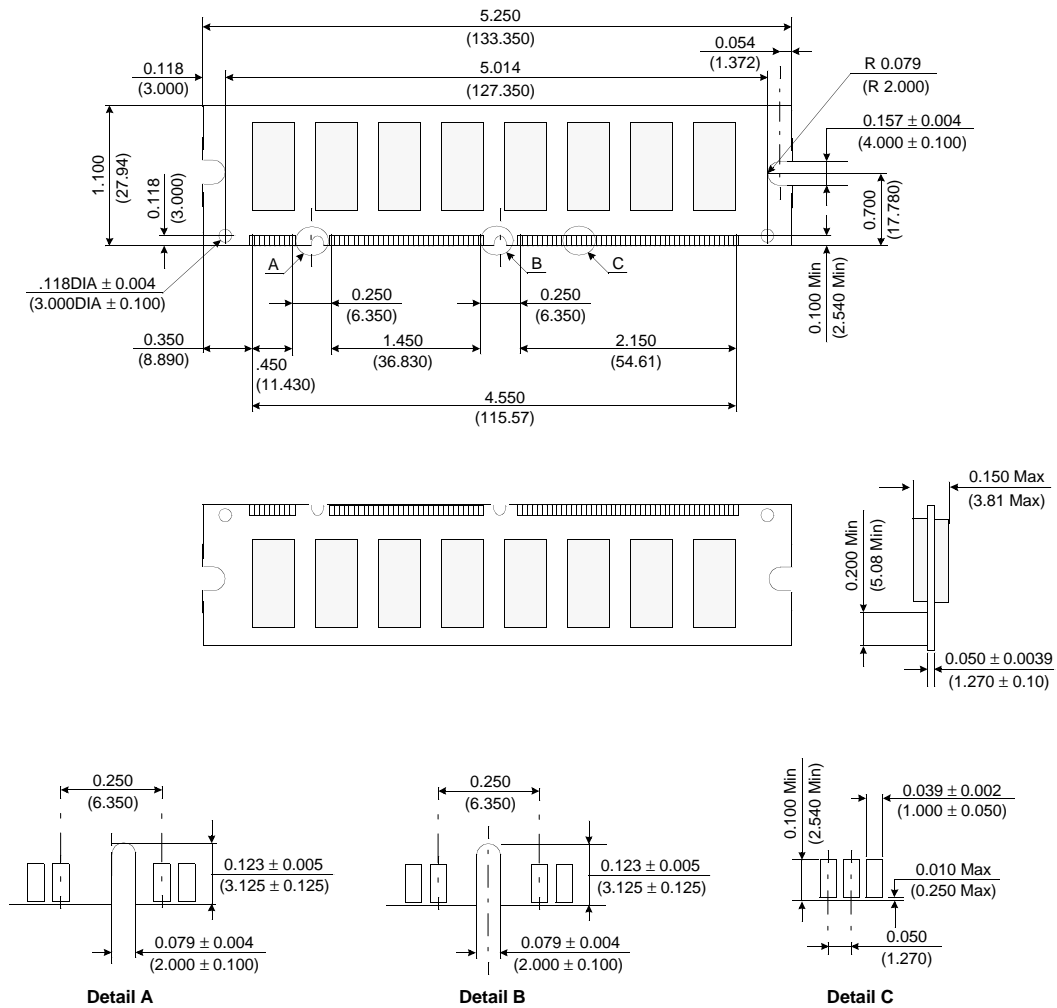 5.250
(133.350)
0.054
(1.372)
0.118
(3.000)
5.014
(127.350)
R 0.079
(R 2.000)
0.157 ± 0.004
(4.000 ± 0.100)
1.100
(27.94)
0.118
(3.000)
0.700
(17.780)
A
B
C
.118DIA ± 0.004
(3.000DIA ± 0.100)
0.250
(6.350)
0.250
(6.350)
0.100 Min
(2.540 Min)
0.350
(8.890)
.450
(11.430)
1.450
(36.830)
2.150
(54.61)
4.550
(115.57)
0.150 Max
(3.81 Max)
0.200 Min
(5.08 Min)
0.050 ± 0.0039
(1.270 ± 0.10)
0.250
(6.350)
0.123 ± 0.005
(3.125 ± 0.125)
0.079 ± 0.004
(2.000 ± 0.100)
Detail A
0.250
(6.350)
0.123 ± 0.005
(3.125 ± 0.125)
0.079 ± 0.004
(2.000 ± 0.100)
Detail B
0.100 Min
(2.540 Min)
0.039 ± 0.002
(1.000 ± 0.050)
0.010 Max
(0.250 Max)
0.050
(1.270)
Detail C